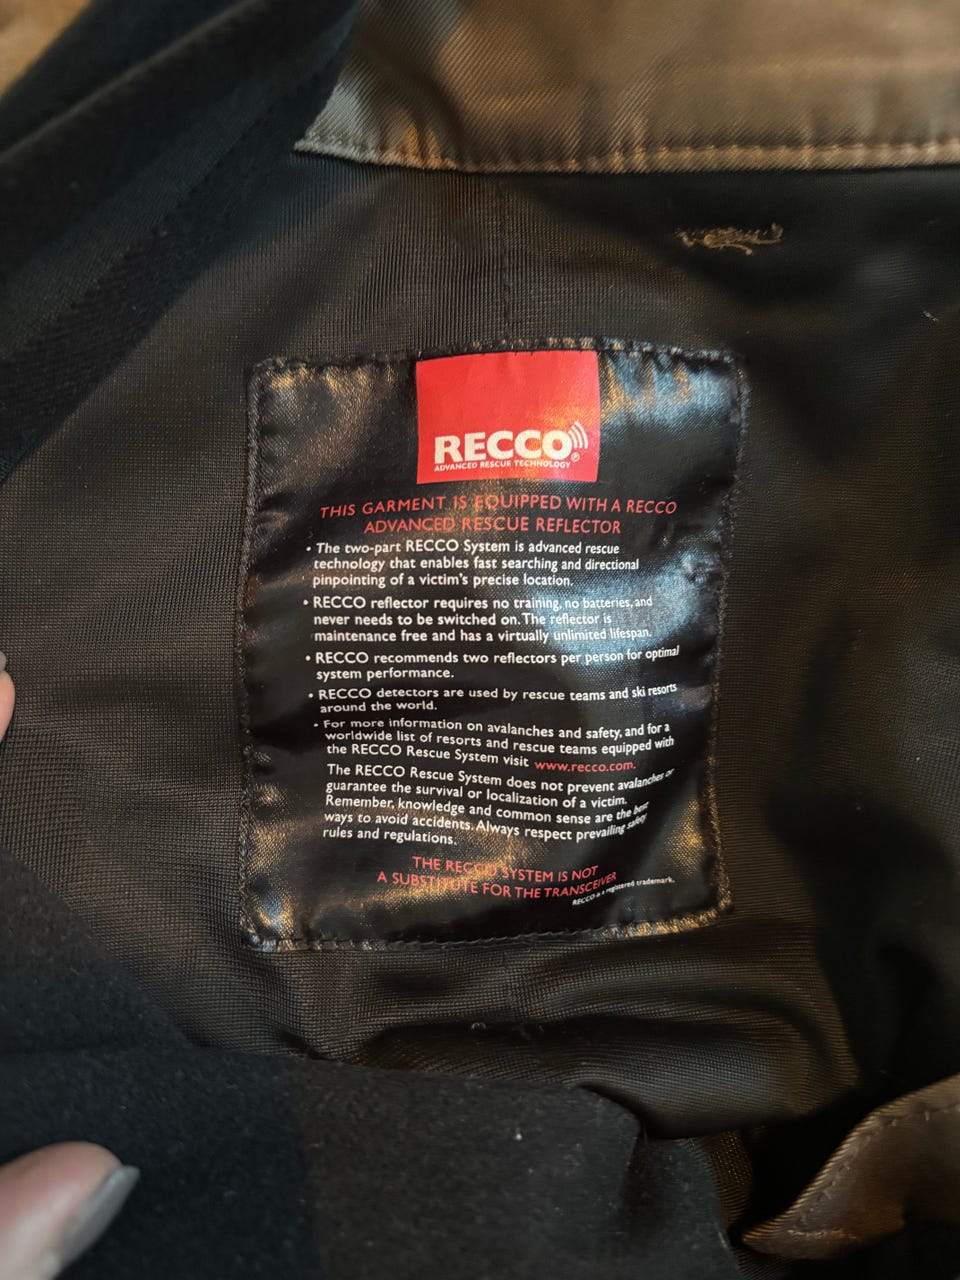 RECCO®
ADVANCED RESCUE TECHNOLOGY
THIS GARMENT IS EQUIPPED WITH A RECCO
ADVANCED RESCUE REFLECTOR
• The two-part RECCO System is advanced rescue
technology that enables fast searching and directional
pinpointing of a victim's precise location.
• RECCO reflector requires no training, no batteries, and
never needs to be switched on. The reflector is
maintenance free and has a virtually unlimited lifespan.
• RECCO recommends two reflectors per person for optimal
system performance.
• RECCO detectors are used by rescue teams and ski resorts
around the world.
• For more information on avalanches and safety, and for a
worldwide list of resorts and rescue teams equipped with
the RECCO Rescue System visit www.recco.com.
The RECCO Rescue System does not prevent avalanches or
guarantee the survival or localization of a victim.
Remember, knowledge and common sense are the best
ways to avoid accidents. Always respect prevailing safety
rules and regulations.
THE RECCO SYSTEM IS NOT
A SUBSTITUTE FOR THE TRANSCEIVER
RECCO is a registered trademark.